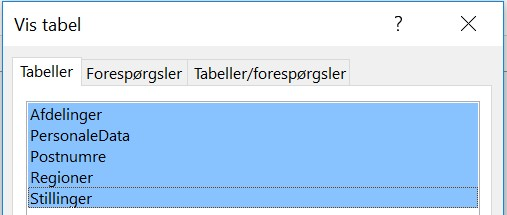 Vis tabel
Tabeller Forespørgsler Tabeller/forespørgsler
Afdelinger
PersonaleData
Postnumre
Regioner
Stillinger